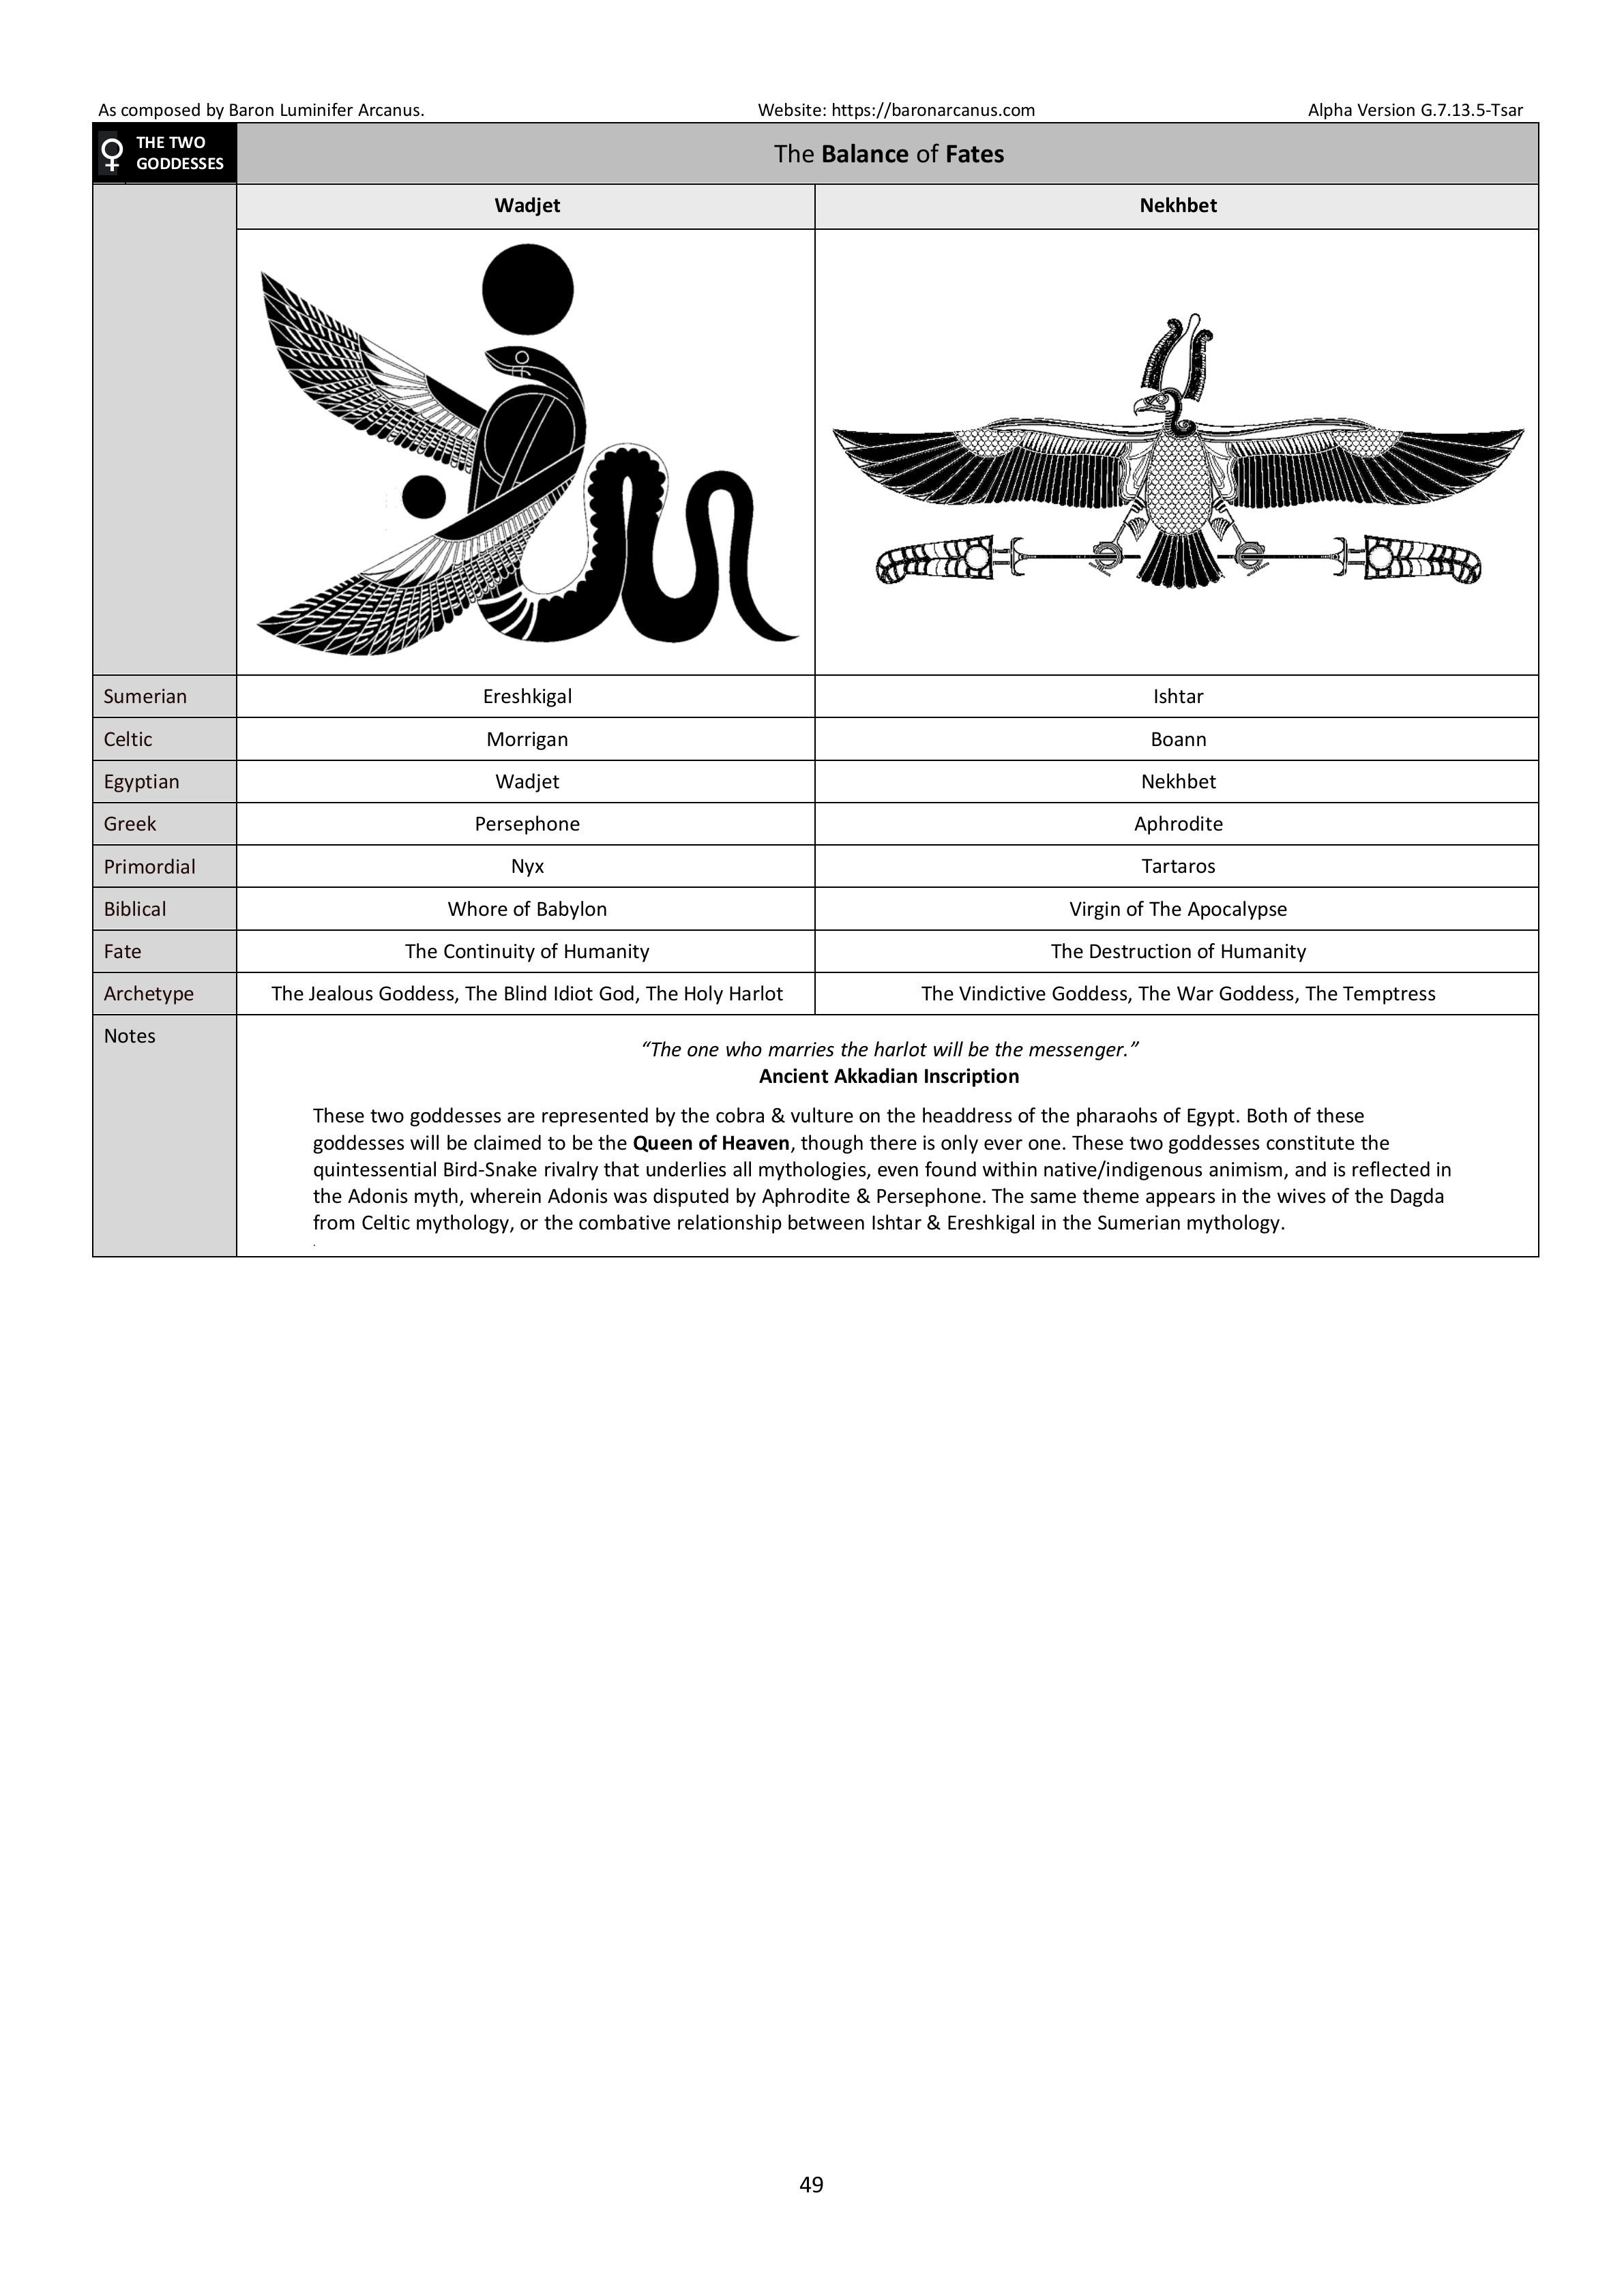 As composed by Baron Luminifer Arcanus. Website: https://baronarcanus.com Alpha Version G.7.13.5-Tsar
THE TWO
GODDESSES
The Balance of Fates
Wadjet Nekhbet
Sumerian Ereshkigal Ishtar
Celtic Morrigan Boann
Egyptian Wadjet Nekhbet
Greek Persephone Aphrodite
Primordial Nyx Tartaros
Biblical Whore of Babylon Virgin of The Apocalypse
Fate The Continuity of Humanity The Destruction of Humanity
Archetype The Jealous Goddess, The Blind Idiot God, The Holy Harlot The Vindictive Goddess, The War Goddess, The Temptress
Notes
“The one who marries the harlot will be the messenger.”
Ancient Akkadian Inscription
These two goddesses are represented by the cobra & vulture on the headdress of the pharaohs of Egypt. Both of these
goddesses will be claimed to be the Queen of Heaven, though there is only ever one. These two goddesses constitute the
quintessential Bird-Snake rivalry that underlies all mythologies, even found within native/indigenous animism, and is reflected in
the Adonis myth, wherein Adonis was disputed by Aphrodite & Persephone. The same theme appears in the wives of the Dagda
from Celtic mythology, or the combative relationship between Ishtar & Ereshkigal in the Sumerian mythology.
.
49